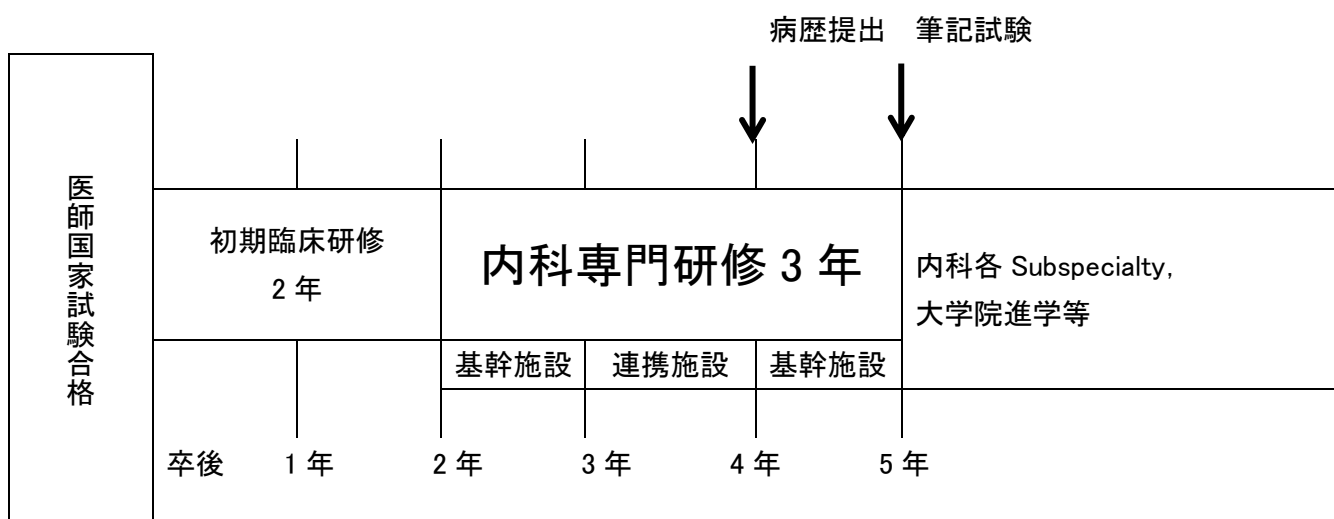 病歴提出 筆記試験
医師国家試験合格
初期臨床研修
2 年
内科専門研修 3 年
内科各 Subspecialty,
大学院進学等
基幹施設 連携施設 基幹施設
卒後 1 年 2 年 3 年 4 年 5 年